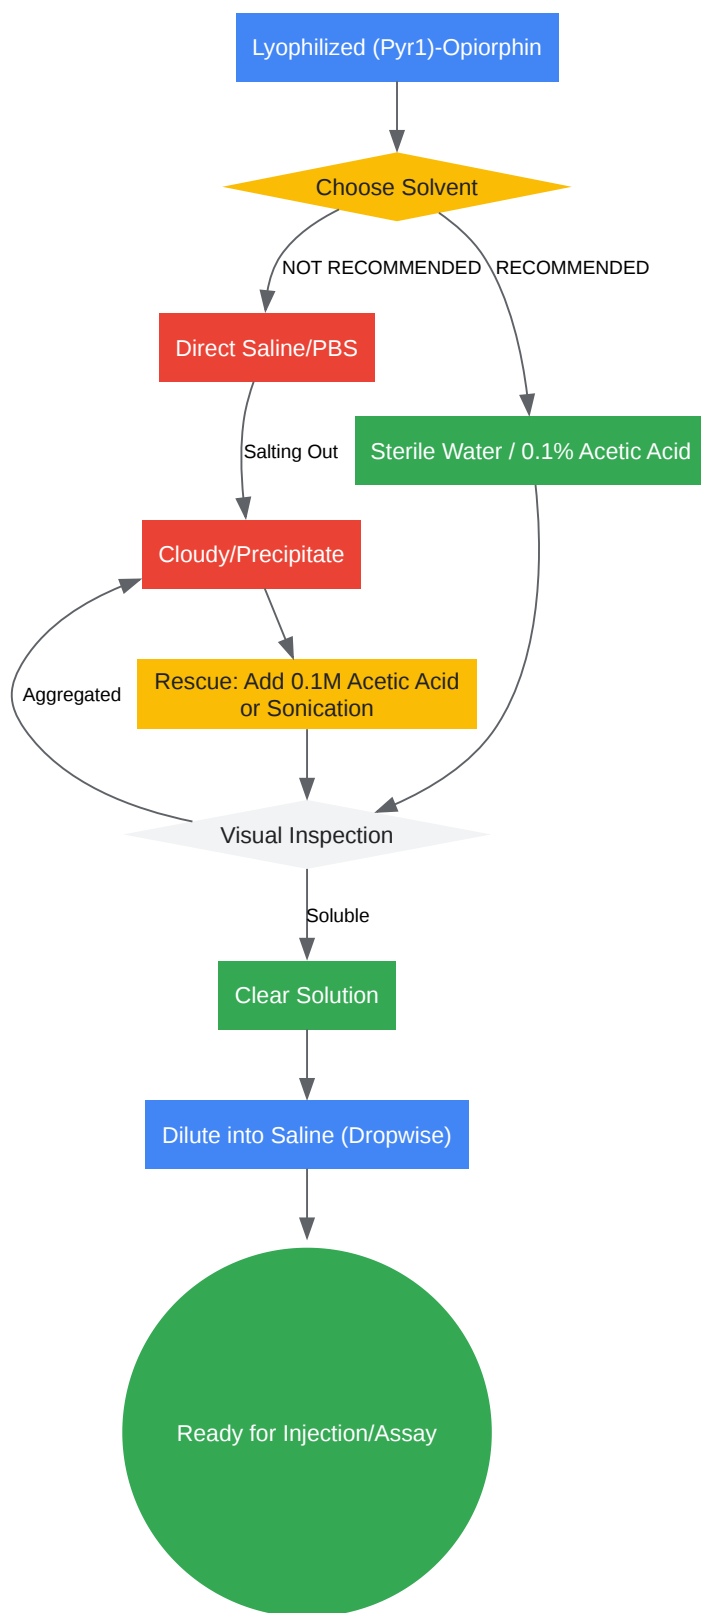 Lyophilized (Pyr1)-Opiorphin
Choose Solvent
NOT RECOMMENDED
RECOMMENDED
Direct Saline/PBS
Sterile Water / 0.1% Acetic Acid
Salting Out
Cloudy/Precipitate
Rescue: Add 0.1M Acetic Acid
or Sonication
Aggregated
Visual Inspection
Soluble
Clear Solution
Dilute into Saline (Dropwise)
Ready for Injection/Assay